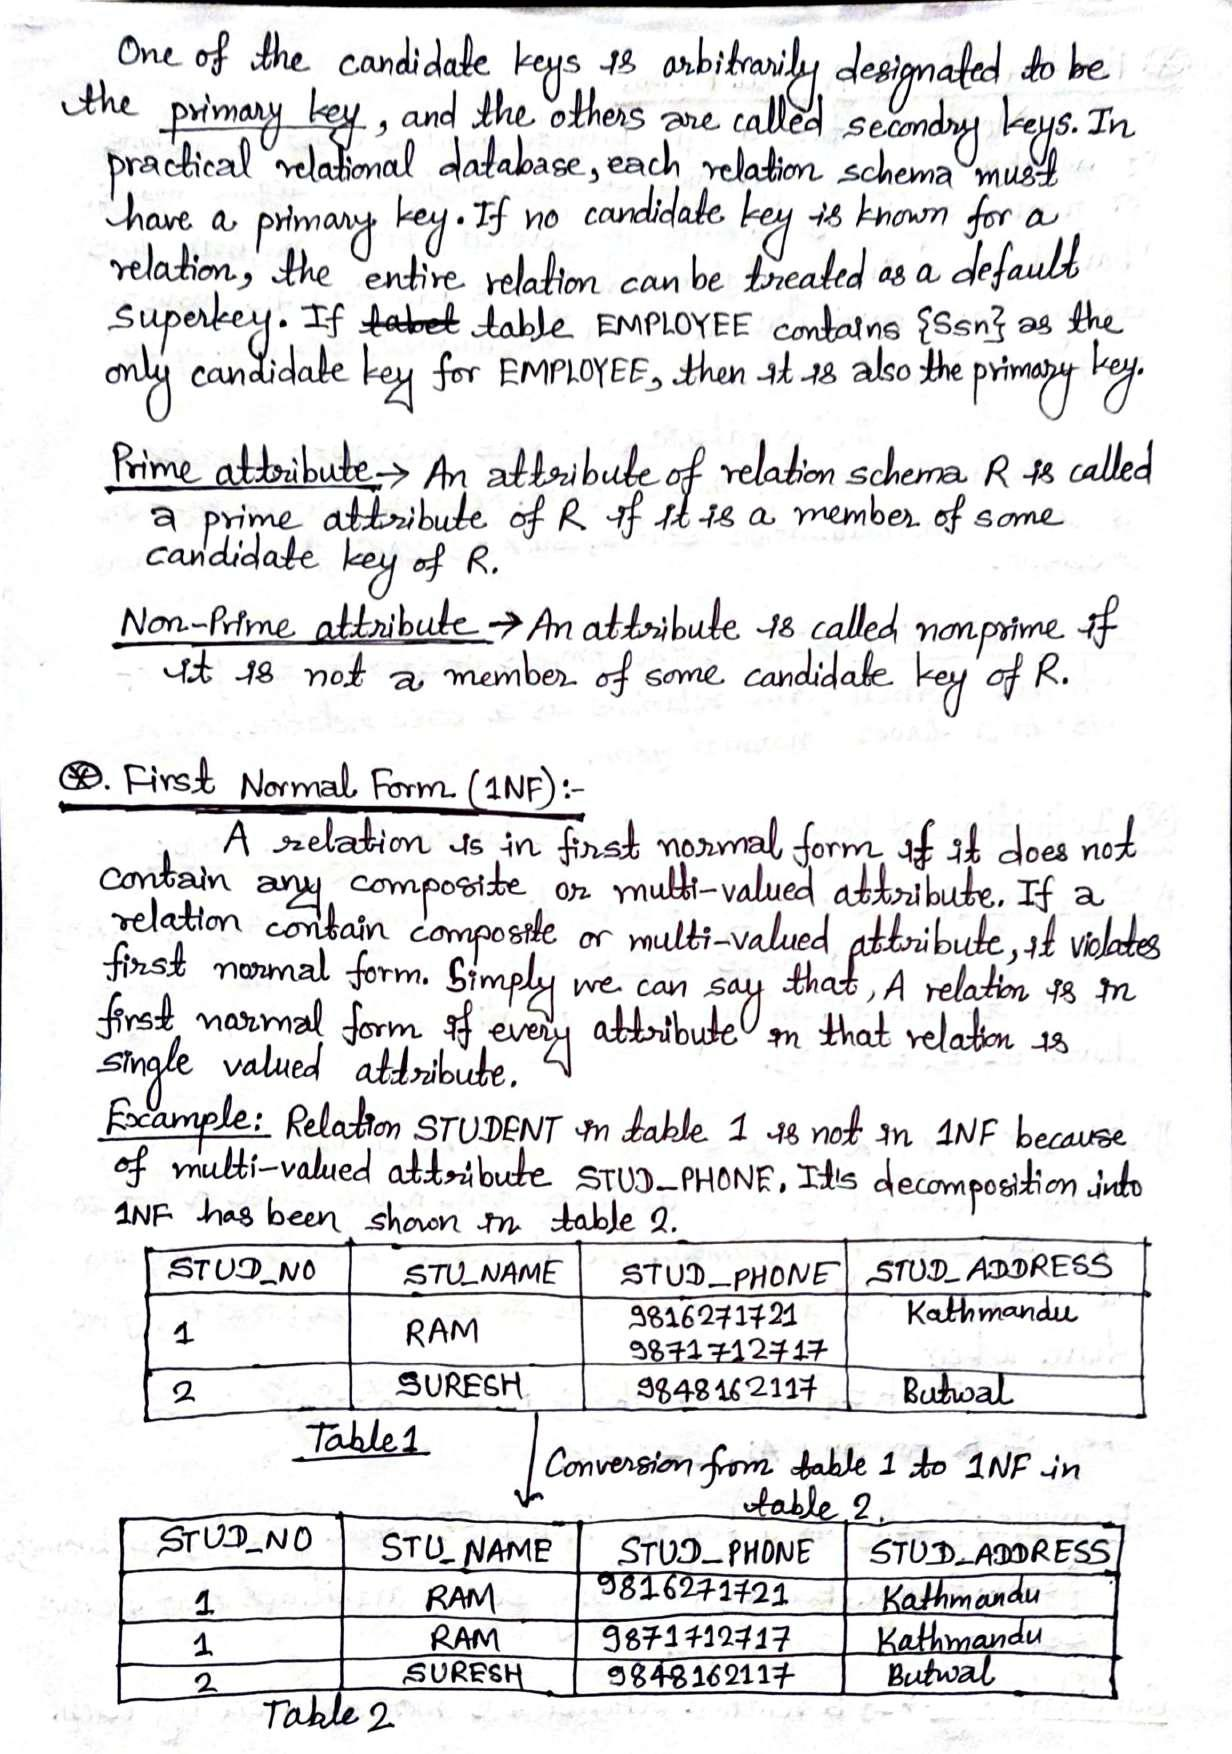 One of the candidate keys is arbitrarily designated to be
the primary key, and the others are called secondry keys. In
practical relational database, each relation schema must
have a primary key. If no candidate key is known for a
relation, the entire relation can be treated as a default
superkey. If tabet table EMPLOYEE contains {Ssn} as the
only candidate key for EMPLOYEE, then it is also the primary key.
Prime attribute → An attribute of relation schema R is called
a prime attribute of R if it is a member of some
candidate key of R.
Non-Prime attribute → An attribute is called nonprime if
it is not a member of some candidate key of R.
⊛. First Normal Form (1NF):-
A relation is in first normal form if it does not
contain any composite or multi-valued attribute. If a
relation contain composite or multi-valued attribute, it violates
first normal form. Simply we can say that, A relation is in
first normal form if every attribute in that relation is
single valued attribute.
Example: Relation STUDENT in table 1 is not in 1NF because
of multi-valued attribute STUD_PHONE. It's decomposition into
1NF has been shown in table 2.
STUD_NO STU_NAME STUD_PHONE STUD_ADDRESS
1 RAM 9816271721 Kathmandu
9871712717
2 SURESH 9848162117 Butwal
Table 1
Conversion from table 1 to 1NF in
table 2.
STUD_NO STU_NAME STUD_PHONE STUD_ADDRESS
1 RAM 9816271721 Kathmandu
1 RAM 9871712717 Kathmandu
2 SURESH 9848162117 Butwal
Table 2